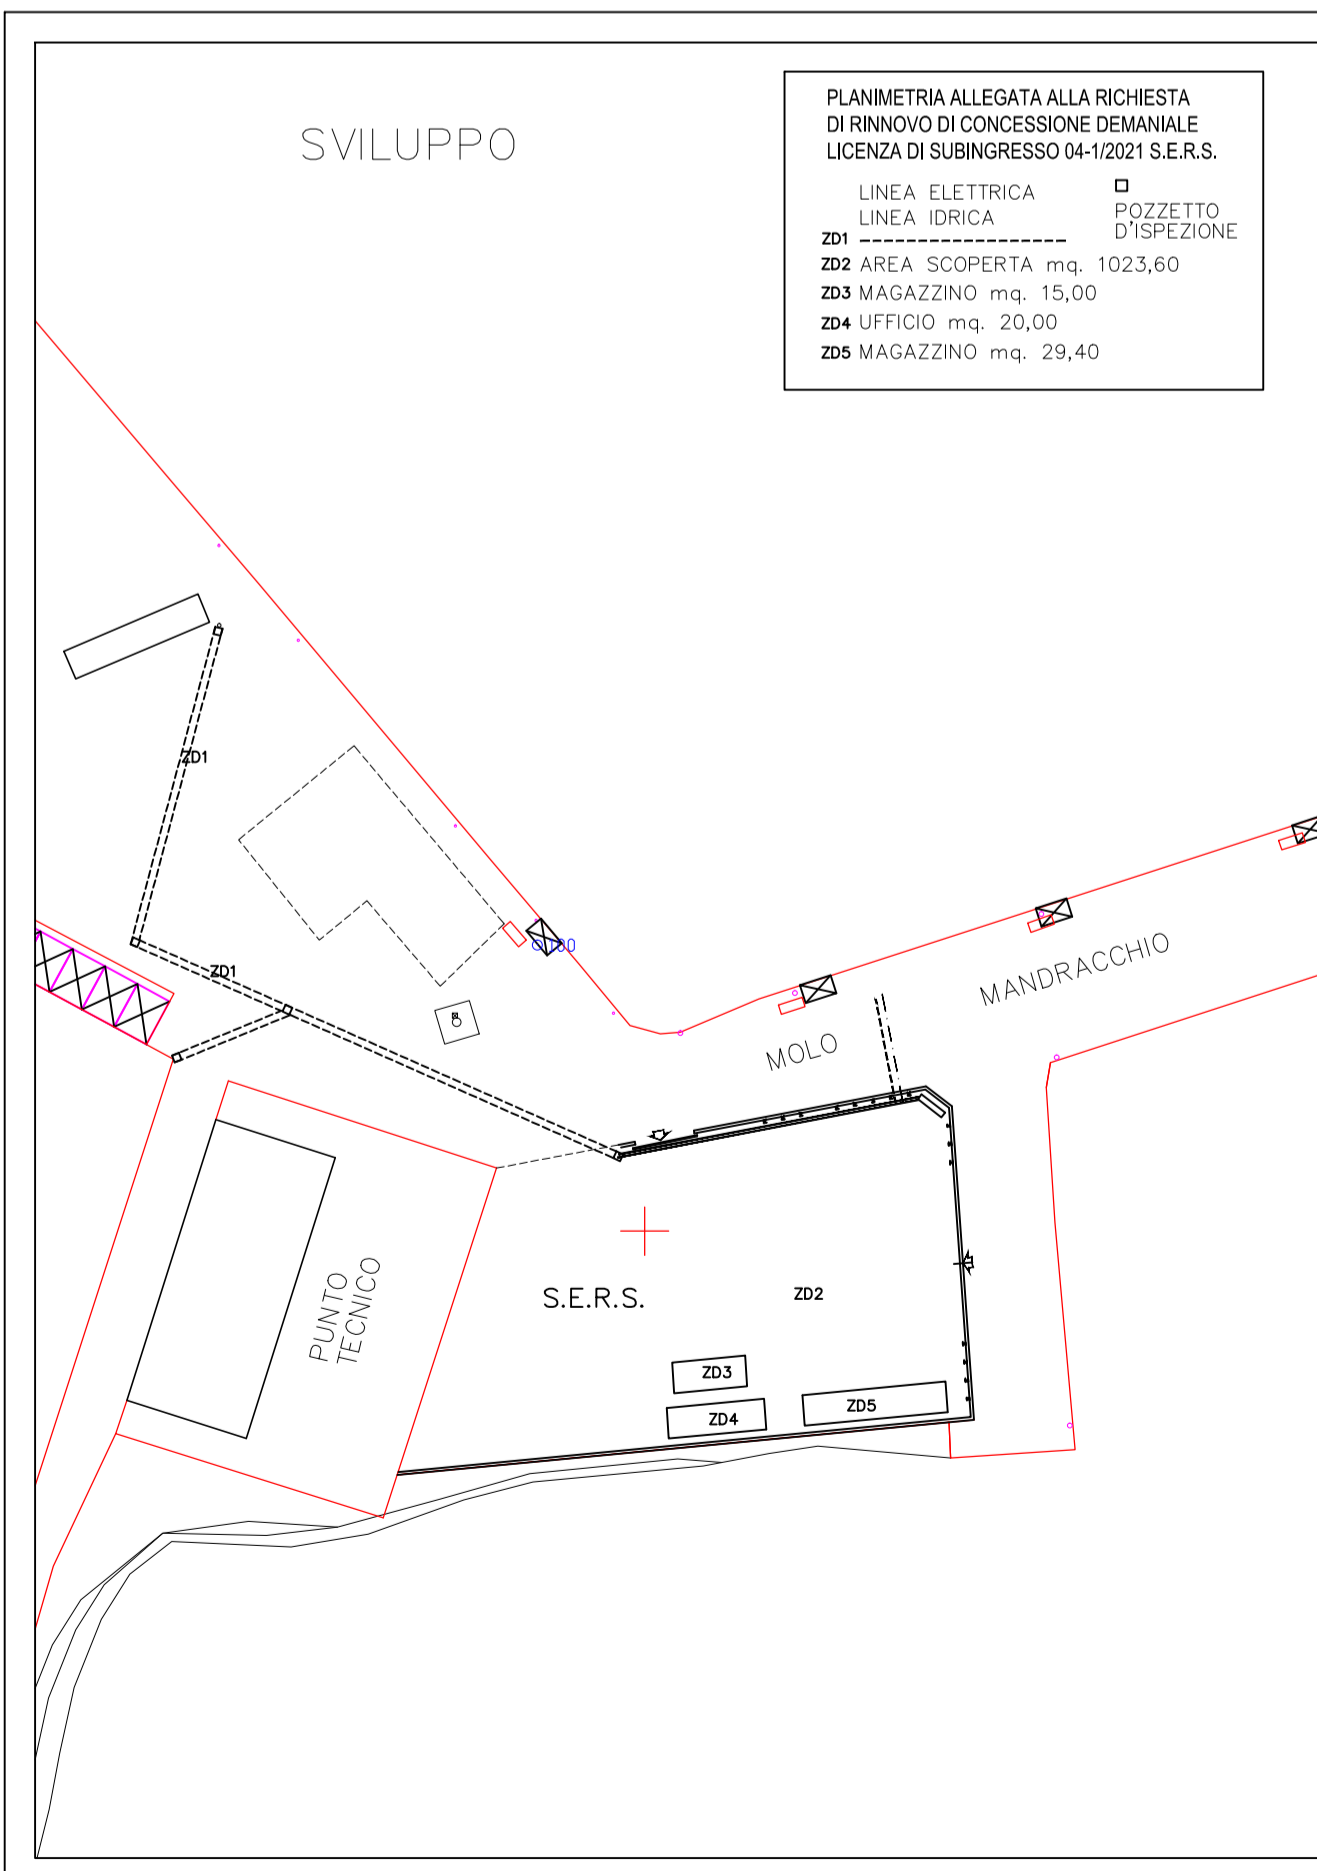 SVILUPPO
PLANIMETRIA ALLEGATA ALLA RICHIESTA
DI RINNOVO DI CONCESSIONE DEMANIALE
LICENZA DI SUBINGRESSO 04-1/2021 S.E.R.S.
LINEA ELETTRICA
LINEA IDRICA
POZZETTO
D'ISPEZIONE
ZD1
ZD2 AREA SCOPERTA mq. 1023,60
ZD3 MAGAZZINO mq. 15,00
ZD4 UFFICIO mq. 20,00
ZD5 MAGAZZINO mq. 29,40
ZD1
100
ZD1
MANDRACCHIO
MOLO
PUNTO
TECNICO
S.E.R.S.
ZD2
ZD3
ZD4
ZD5